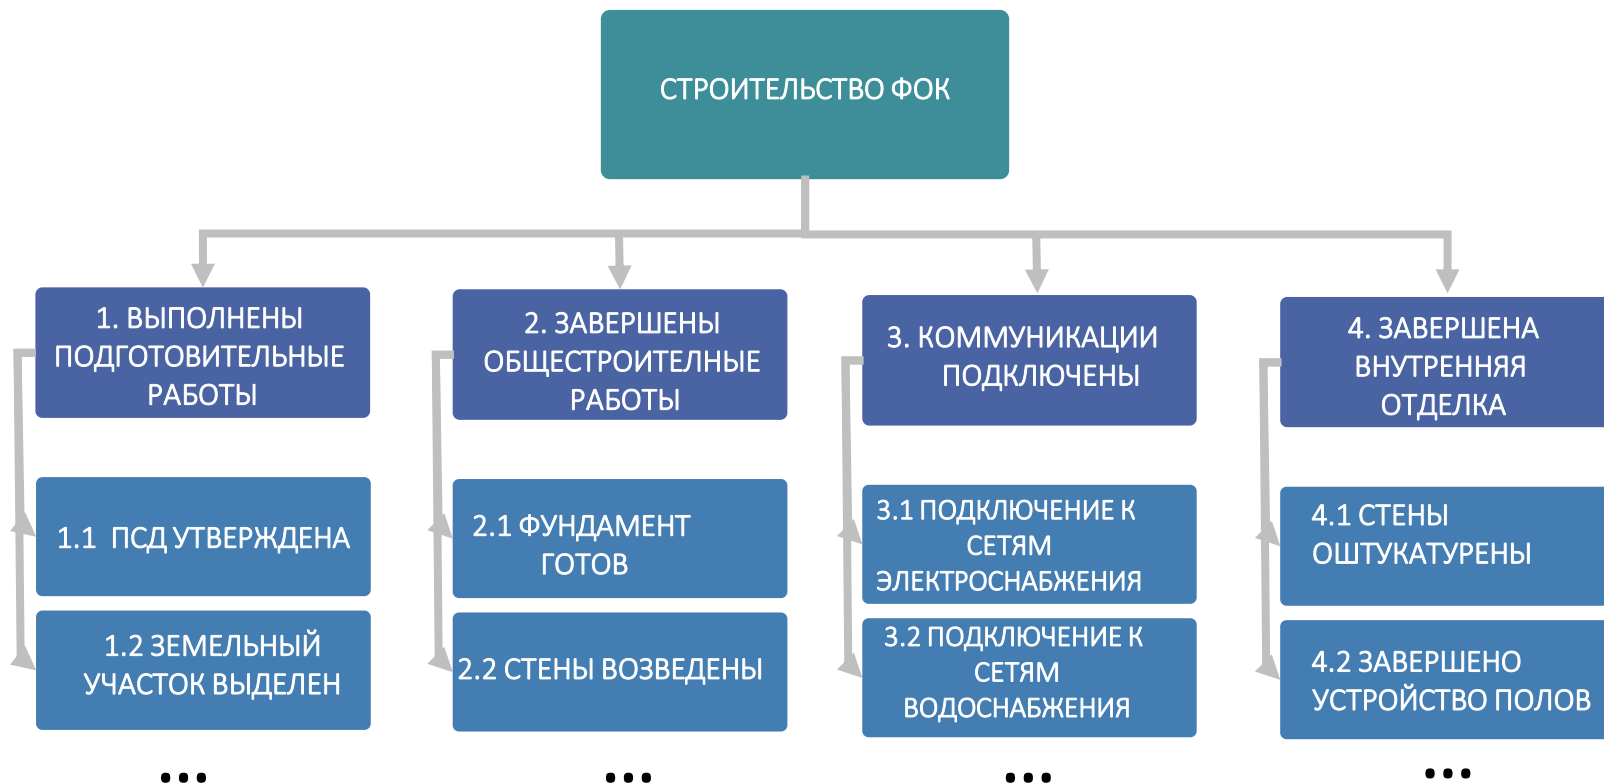 СТРОИТЕЛЬСТВО ФОК
1. ВЫПОЛНЕНЫ
ПОДГОТОВИТЕЛЬНЫЕ
РАБОТЫ
1.1 ПСД УТВЕРЖДЕНА
1.2 ЗЕМЕЛЬНЫЙ
УЧАСТОК ВЫДЕЛЕН
...
2. ЗАВЕРШЕНЫ
ОБЩЕСТРОИТЕЛНЫЕ
РАБОТЫ
2.1 ФУНДАМЕНТ
ГОТОВ
2.2 СТЕНЫ ВОЗВЕДЕНЫ
...
3. КОММУНИКАЦИИ
ПОДКЛЮЧЕНЫ
3.1 ПОДКЛЮЧЕНИЕ К
СЕТЯМ
ЭЛЕКТРОСНАБЖЕНИЯ
3.2 ПОДКЛЮЧЕНИЕ К
СЕТЯМ
ВОДОСНАБЖЕНИЯ
...
4. ЗАВЕРШЕНА
ВНУТРЕННЯЯ
ОТДЕЛКА
4.1 СТЕНЫ
ОШТУКАТУРЕНЫ
4.2 ЗАВЕРШЕНО
УСТРОЙСТВО ПОЛОВ
...